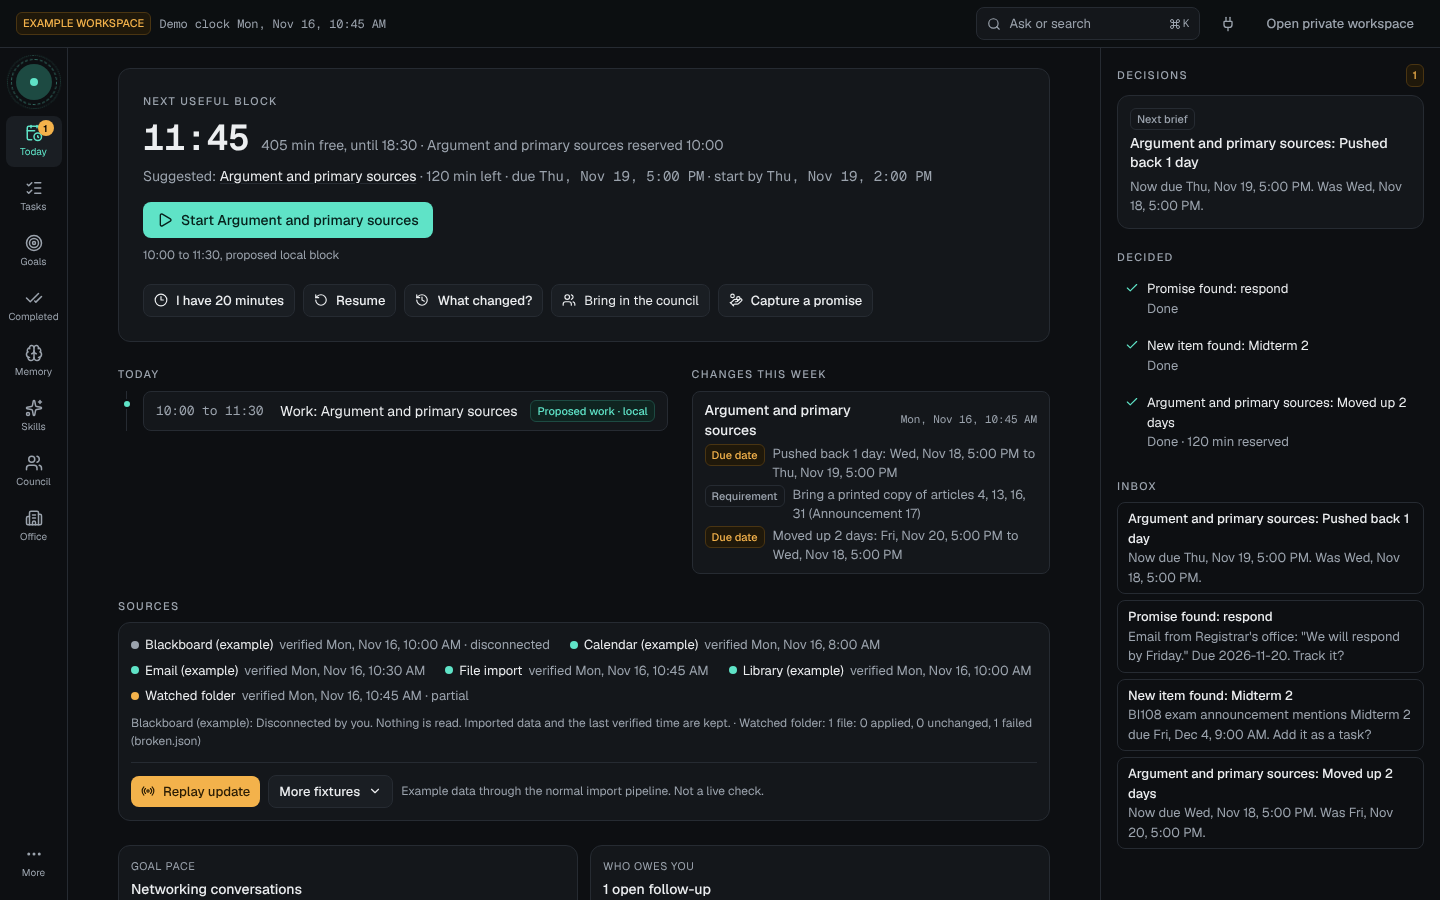 EXAMPLE WORKSPACE Demo clock Mon, Nov 16, 10:45 AM
Ask or search ⌘K
Open private workspace
1
Today
Tasks
Goals
Completed
Memory
Skills
Council
Office
More
NEXT USEFUL BLOCK
11:45 405 min free, until 18:30 · Argument and primary sources reserved 10:00
Suggested: Argument and primary sources · 120 min left · due Thu, Nov 19, 5:00 PM · start by Thu, Nov 19, 2:00 PM
Start Argument and primary sources
10:00 to 11:30, proposed local block
I have 20 minutes
Resume
What changed?
Bring in the council
Capture a promise
TODAY
10:00 to 11:30 Work: Argument and primary sources Proposed work · local
CHANGES THIS WEEK
Argument and primary
sources
Mon, Nov 16, 10:45 AM
Due date Pushed back 1 day: Wed, Nov 18, 5:00 PM to
Thu, Nov 19, 5:00 PM
Requirement Bring a printed copy of articles 4, 13, 16,
31 (Announcement 17)
Due date Moved up 2 days: Fri, Nov 20, 5:00 PM to
Wed, Nov 18, 5:00 PM
SOURCES
Blackboard (example) verified Mon, Nov 16, 10:00 AM · disconnected Calendar (example) verified Mon, Nov 16, 8:00 AM
Email (example) verified Mon, Nov 16, 10:30 AM File import verified Mon, Nov 16, 10:45 AM Library (example) verified Mon, Nov 16, 10:00 AM
Watched folder verified Mon, Nov 16, 10:45 AM · partial
Blackboard (example): Disconnected by you. Nothing is read. Imported data and the last verified time are kept. · Watched folder: 1 file: 0 applied, 0 unchanged, 1 failed
(broken.json)
Replay update
More fixtures
Example data through the normal import pipeline. Not a live check.
GOAL PACE
Networking conversations
WHO OWES YOU
1 open follow-up
DECISIONS 1
Next brief
Argument and primary sources: Pushed
back 1 day
Now due Thu, Nov 19, 5:00 PM. Was Wed, Nov
18, 5:00 PM.
DECIDED
Promise found: respond
Done
New item found: Midterm 2
Done
Argument and primary sources: Moved up 2
days
Done · 120 min reserved
INBOX
Argument and primary sources: Pushed back 1
day
Now due Thu, Nov 19, 5:00 PM. Was Wed, Nov
18, 5:00 PM.
Promise found: respond
Email from Registrar's office: "We will respond
by Friday." Due 2026-11-20. Track it?
New item found: Midterm 2
BI108 exam announcement mentions Midterm 2
due Fri, Dec 4, 9:00 AM. Add it as a task?
Argument and primary sources: Moved up 2
days
Now due Wed, Nov 18, 5:00 PM. Was Fri, Nov
20, 5:00 PM.